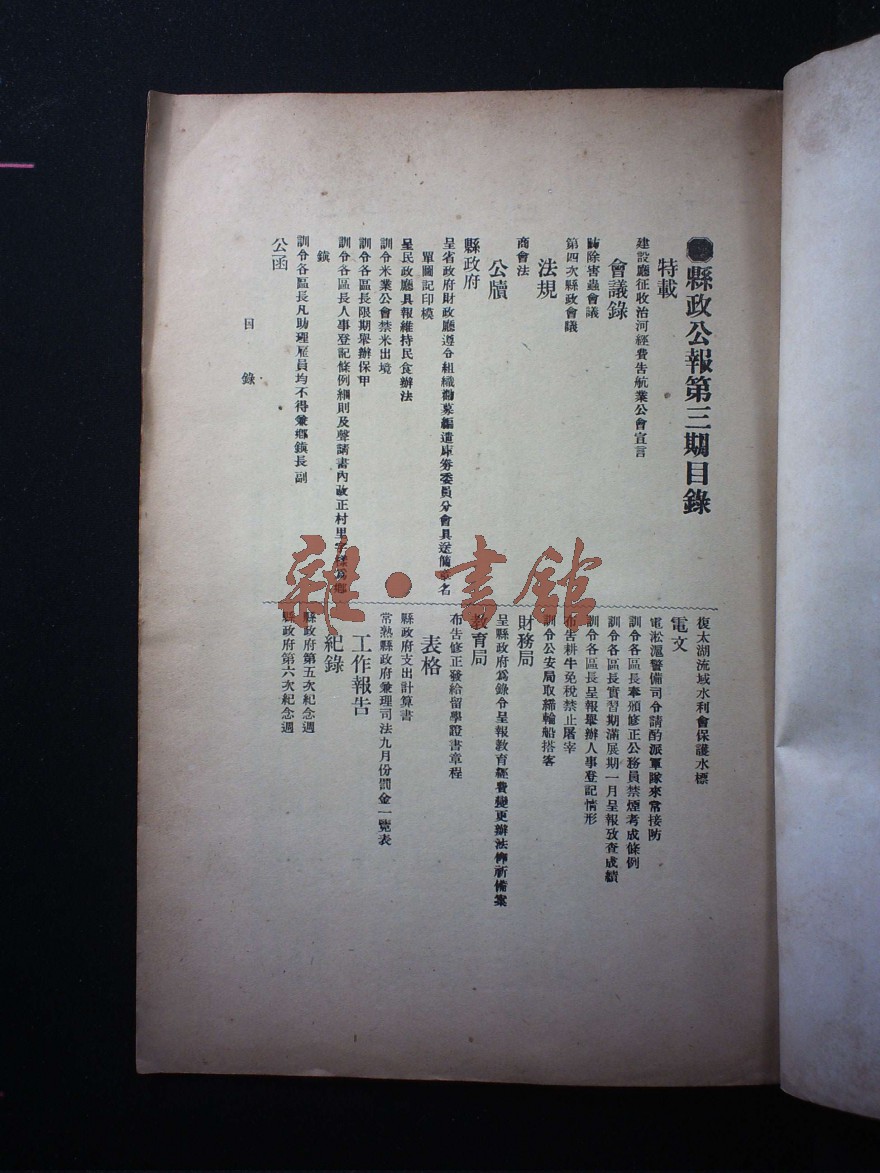 縣政公報第三期目錄
特載
建設廳征收治河經費告航業公會宣言
會議錄
防除害蟲會議
第四次縣政會議
法規
商會法
公牘
縣政府
呈省政府財政廳遵令組織勸募編遣庫券委員分會具送簡章名
單圖記印模
呈民政廳具報維持民食辦法
訓令米業公會禁米出境
訓令各區長限期舉辦保甲
訓令各區長人事登記條例細則及聲請書內改正村里字樣爲鄉
鎮
訓令各區長凡助理雇員均不得兼鄉鎮長副
公函
復太湖流域水利會保護水標
電文
電淞滬警備司令請酌派軍隊來常接防
訓令各區長奉頒修正公務員禁煙考成條例
訓令各區長實習期滿展期一月呈報攷查成績
訓令各區長呈報舉辦人事登記情形
布告耕牛免稅禁止屠宰
訓令公安局取締輪船搭客
財務局
呈縣政府爲錄令呈報教育經費變更辦法仰祈備案
教育局
布告修正發給留學證書章程
表格
縣政府支出計算書
常熟縣政府兼理司法九月份罰金一覽表
工作報告
紀錄
縣政府第五次紀念週
縣政府第六次紀念週
目錄
雜·書館